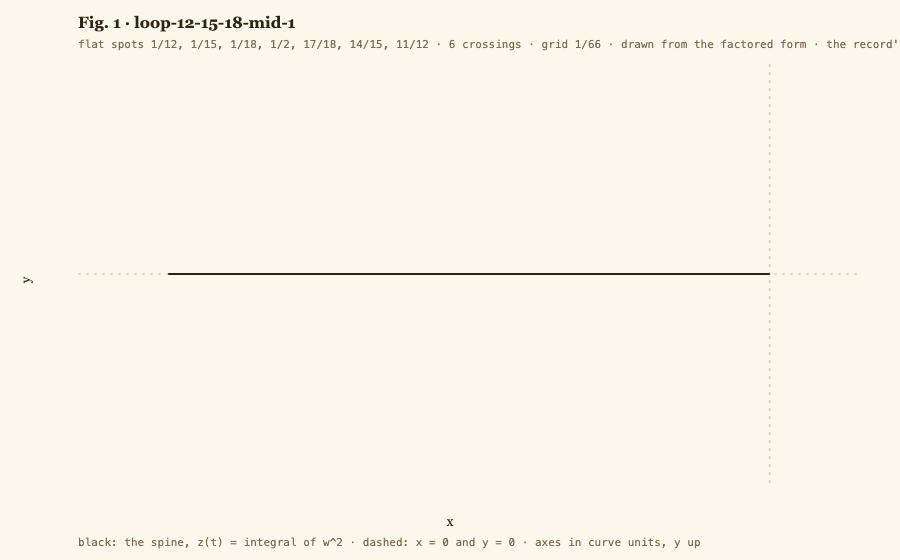 Fig. 1 · loop-12-15-18-mid-1
flat spots 1/12, 1/15, 1/18, 1/2, 17/18, 14/15, 11/12 · 6 crossings · grid 1/66 · drawn from the factored form · the record'
y
x
black: the spine, z(t) = integral of w^2 · dashed: x = 0 and y = 0 · axes in curve units, y up